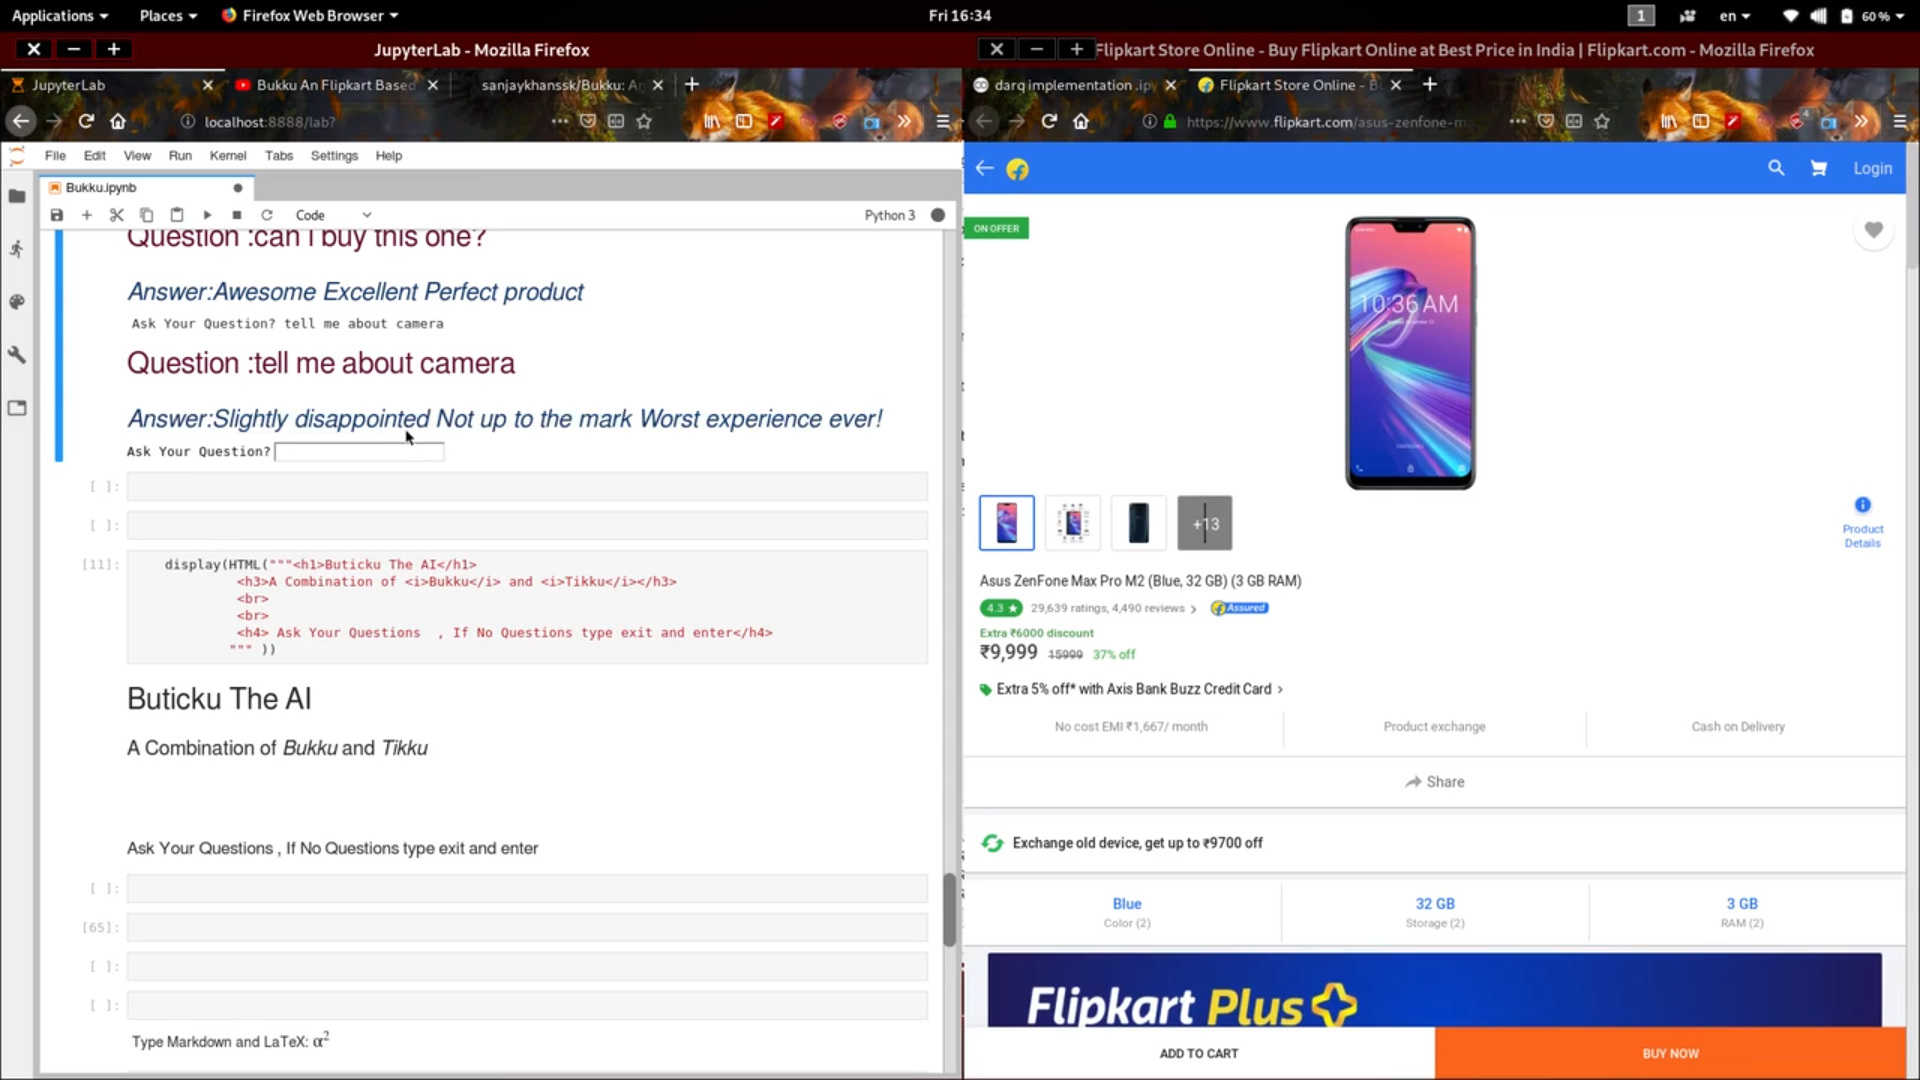 Applications
Places
Firefox Web Browser
Fri 16:34
1
en
60 %
JupyterLab - Mozilla Firefox
JupyterLab
Bukku An Flipkart Based
sanjaykhanssk/Bukku: An
localhost:8888/lab?
File Edit View Run Kernel Tabs Settings Help
Bukku.ipynb
Code
Python 3
Question :can i buy this one?
Answer:Awesome Excellent Perfect product
Ask Your Question? tell me about camera
Question :tell me about camera
Answer:Slightly disappointed Not up to the mark Worst experience ever!
Ask Your Question?
[ ]:
[ ]:
[11]:
display(HTML("""<h1>Buticku The AI</h1>
<h3>A Combination of <i>Bukku</i> and <i>Tikku</i></h3>
<br>
<br>
<h4> Ask Your Questions  , If No Questions type exit and enter</h4>
""" ))
Buticku The AI
A Combination of Bukku and Tikku
Ask Your Questions , If No Questions type exit and enter
[ ]:
[65]:
[ ]:
[ ]:
Type Markdown and LaTeX: α²
Flipkart Store Online - Buy Flipkart Online at Best Price in India | Flipkart.com - Mozilla Firefox
darq implementation .ipy
Flipkart Store Online - B
https://www.flipkart.com/asus-zenfone-m
Login
ON OFFER
10:36 AM
+13
Product
Details
Asus ZenFone Max Pro M2 (Blue, 32 GB) (3 GB RAM)
4.3 ★ 29,639 ratings, 4,490 reviews
Assured
Extra ₹6000 discount
₹9,999 15999 37% off
Extra 5% off* with Axis Bank Buzz Credit Card
No cost EMI ₹1,667/ month
Product exchange
Cash on Delivery
Share
Exchange old device, get up to ₹9700 off
Blue
Color (2)
32 GB
Storage (2)
3 GB
RAM (2)
Flipkart Plus
ADD TO CART
BUY NOW